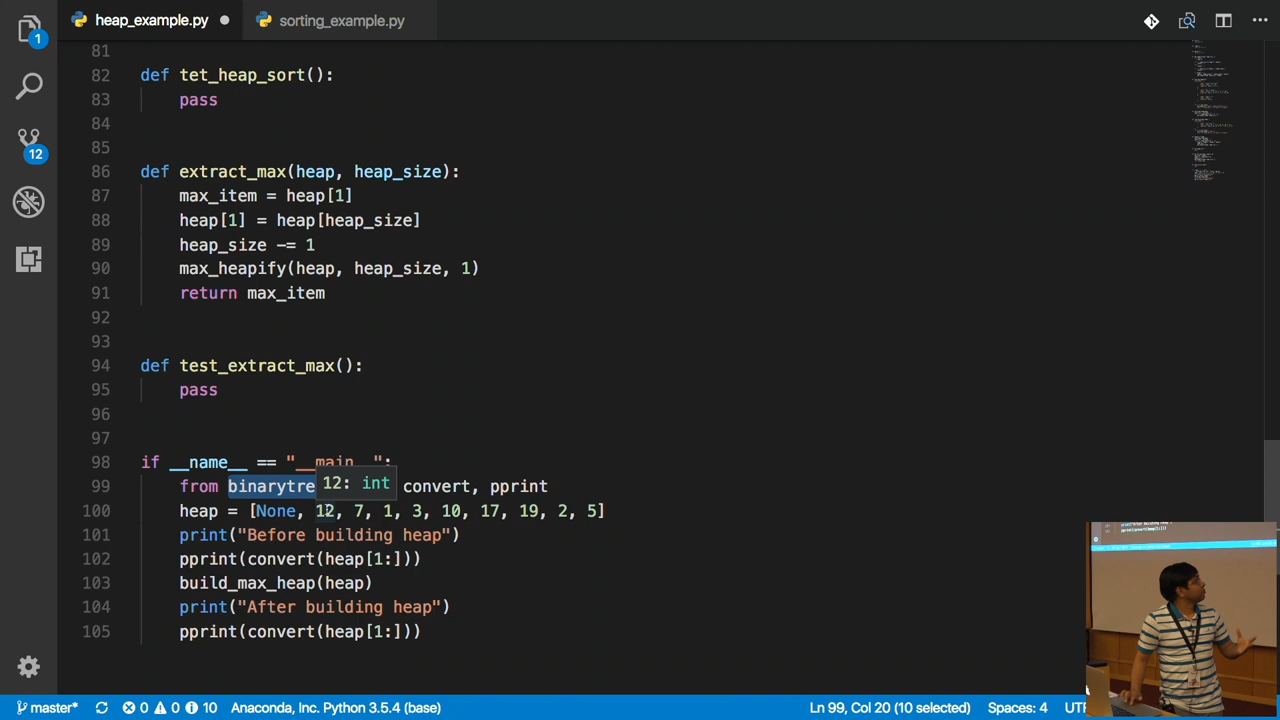 heap_example.py
sorting_example.py
1
12
81
82 def tet_heap_sort():
83 pass
84
85
86 def extract_max(heap, heap_size):
87 max_item = heap[1]
88 heap[1] = heap[heap_size]
89 heap_size -= 1
90 max_heapify(heap, heap_size, 1)
91 return max_item
92
93
94 def test_extract_max():
95 pass
96
97
98 if __name__ == "__main__":
99 from binarytre convert, pprint
12: int
100 heap = [None, 12, 7, 1, 3, 10, 17, 19, 2, 5]
101 print("Before building heap")
102 pprint(convert(heap[1:]))
103 build_max_heap(heap)
104 print("After building heap")
105 pprint(convert(heap[1:]))
master* 0 0 10 Anaconda, Inc. Python 3.5.4 (base) Ln 99, Col 20 (10 selected) Spaces: 4 UTF